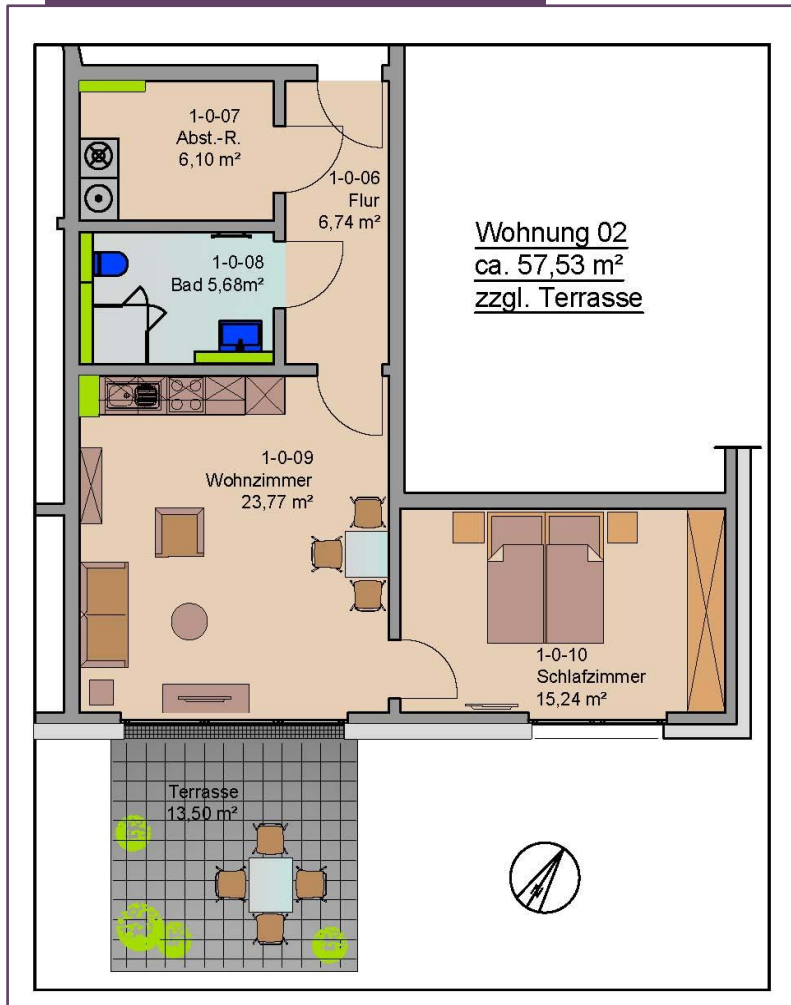 1-0-07
Abst.-R.
6,10 m²
1-0-06
Flur
6,74 m²
Wohnung 02
ca. 57,53 m²
zzgl. Terrasse
1-0-08
Bad 5,68m²
1-0-09
Wohnzimmer
23,77 m²
1-0-10
Schlafzimmer
15,24 m²
Terrasse
13,50 m²
N